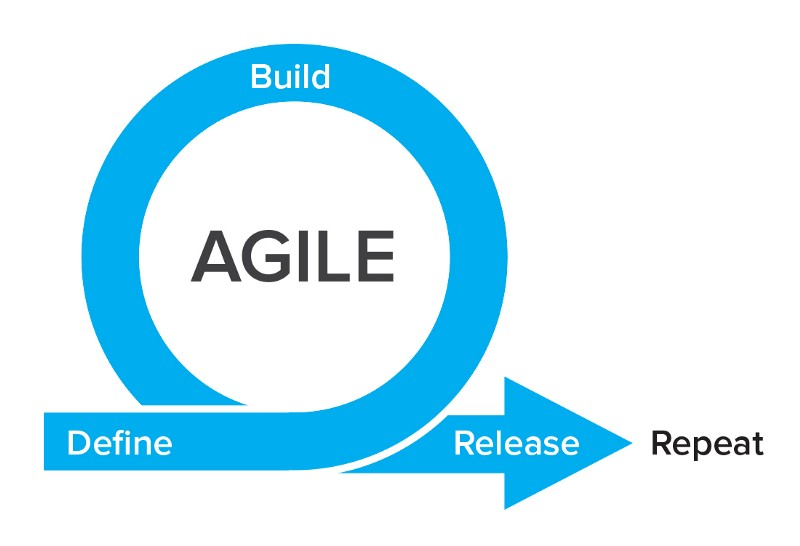 Build
AGILE
Define
Release
Repeat